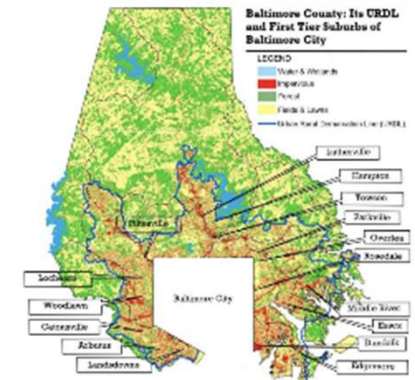 Baltimore County: Its URDL
and First Tier Suburbs of
Baltimore City
LEGEND
Water & Wetlands
Impervious
Forest
Fields & Lawns
Urban Rural Demarcation Line (URDL)
Lutherville
Hampton
Towson
Parkville
Overlea
Rosedale
Pikesville
Lochearn
Baltimore City
Woodlawn
Middle River
Catonsville
Essex
Arbutus
Dundalk
Lansdowne
Edgemere